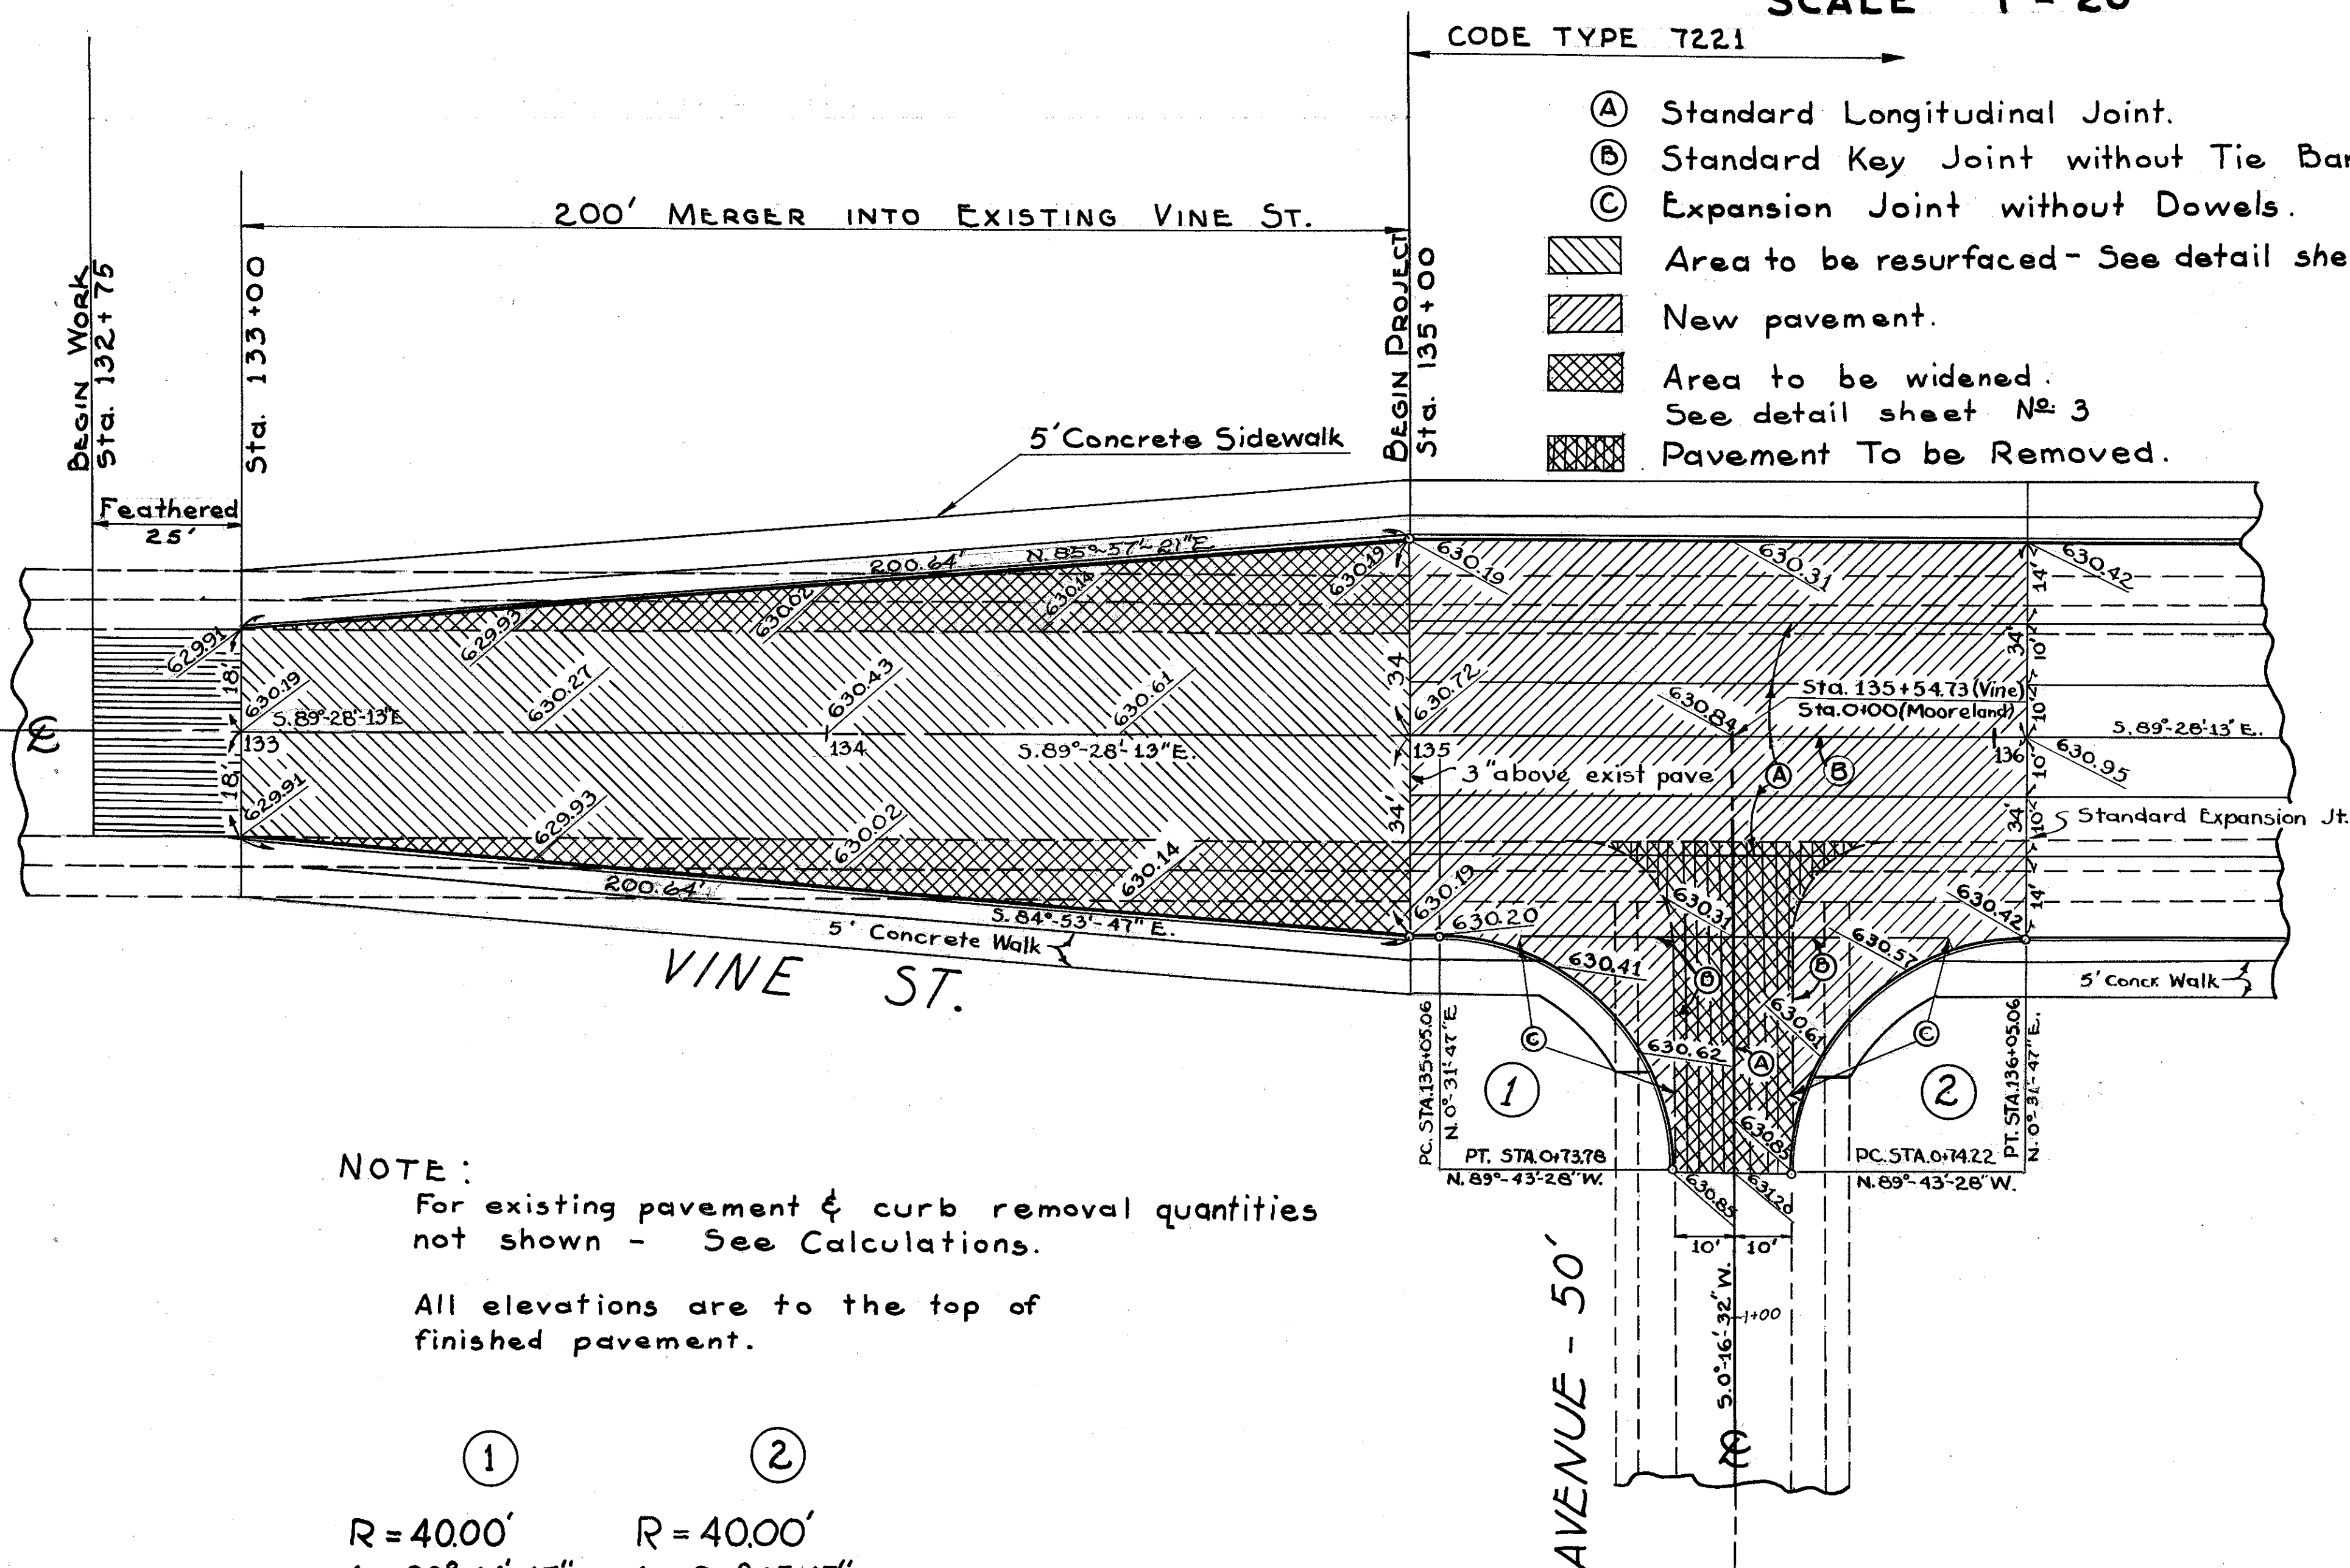 SCALE 1" = 20'
CODE TYPE 7221
Ⓐ Standard Longitudinal Joint.
Ⓑ Standard Key Joint without Tie Bar
Ⓒ Expansion Joint without Dowels.
Area to be resurfaced - See detail she
New pavement.
Area to be widened.
See detail sheet No. 3
Pavement To be Removed.
200' MERGER INTO EXISTING VINE ST.
BEGIN WORK
Sta. 132+75
Sta. 133+00
BEGIN PROJECT
Sta. 135+00
5' Concrete Sidewalk
Feathered
25'
200.64'
N. 85°-57'-21" E
629.91
629.93
630.02
630.14
630.19
630.19
630.31
630.42
14'
34'
10'
18'
630.19
630.27
630.43
630.61
34
630.72
630.84
Sta. 135+54.73 (Vine)
Sta. 0+00 (Mooreland)
10'
S. 89°-28'-13" E
S. 89°-28'-13" E.
S. 89°-28'-13" E.
℄
133
134
135
136
630.95
3" above exist pave
Ⓐ
Ⓑ
10'
18'
629.91
629.93
630.02
630.14
34'
630.19
34'
10'
Standard Expansion Jt.
630.20
630.31
630.42
14'
200.64'
S. 84°-53'-47" E.
5' Concrete Walk
VINE ST.
630.41
Ⓑ
Ⓑ
630.57
5' Concr. Walk
630.61
630.62
Ⓒ
Ⓐ
Ⓒ
PC. STA. 135+05.06
N. 0°-31'-47" E
①
②
PT. STA. 136+05.06
N. 0°-31'-47" E.
630.85
PT. STA. 0+73.78
N. 89°-43'-28" W.
PC. STA. 0+74.22
N. 89°-43'-28" W.
630.85
631.20
10'
10'
S. 0°-16'-32" W.
1+00
℄
AVENUE - 50'
NOTE:
For existing pavement & curb removal quantities
not shown - See Calculations.
All elevations are to the top of
finished pavement.
① ②
R = 40.00' R = 40.00'